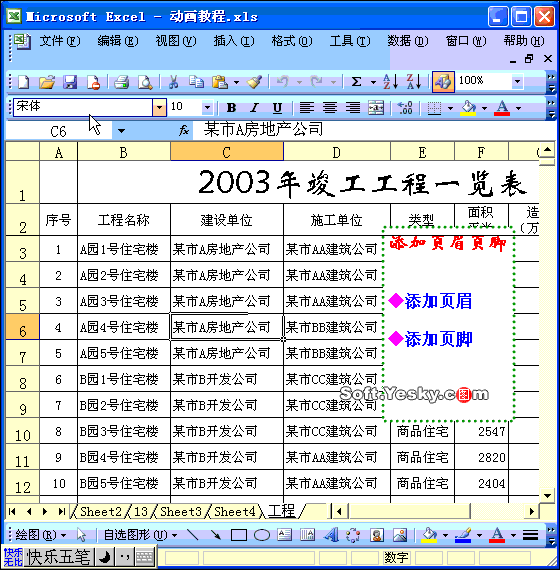 Microsoft Excel - 动画教程.xls
文件(F) 编辑(E) 视图(V) 插入(I) 格式(O) 工具(T) 数据(D) 窗口(W) 帮助(H)
Σ 100%
宋体 10 B I U
C6 fx 某市A房地产公司
A B C D E F
1 2003年竣工工程一览表
2 序号 工程名称 建设单位 施工单位 类型 面积 造
(万
3 1 A园1号住宅楼 某市A房地产公司 某市AA建筑公司
4 2 A园2号住宅楼 某市A房地产公司 某市AA建筑公司
5 3 A园3号住宅楼 某市A房地产公司 某市AA建筑公司
6 4 A园4号住宅楼 某市A房地产公司 某市BB建筑公司
7 5 A园5号住宅楼 某市A房地产公司 某市BB建筑公司
8 6 B园1号住宅楼 某市B开发公司 某市CC建筑公司
9 7 B园2号住宅楼 某市B开发公司 某市CC建筑公司
10 8 B园3号住宅楼 某市B开发公司 某市CC建筑公司 商品住宅 2547
11 9 B园4号住宅楼 某市B开发公司 某市AA建筑公司 商品住宅 2820
12 10 B园5号住宅楼 某市B开发公司 某市AA建筑公司 商品住宅 2404
添加页眉页脚
◆添加页眉
◆添加页脚
Soft.Yesky.c图m
Sheet2 / 13 / Sheet3 / Sheet4 \ 工程
绘图(R) 自选图形(U)
数字
快乐五笔